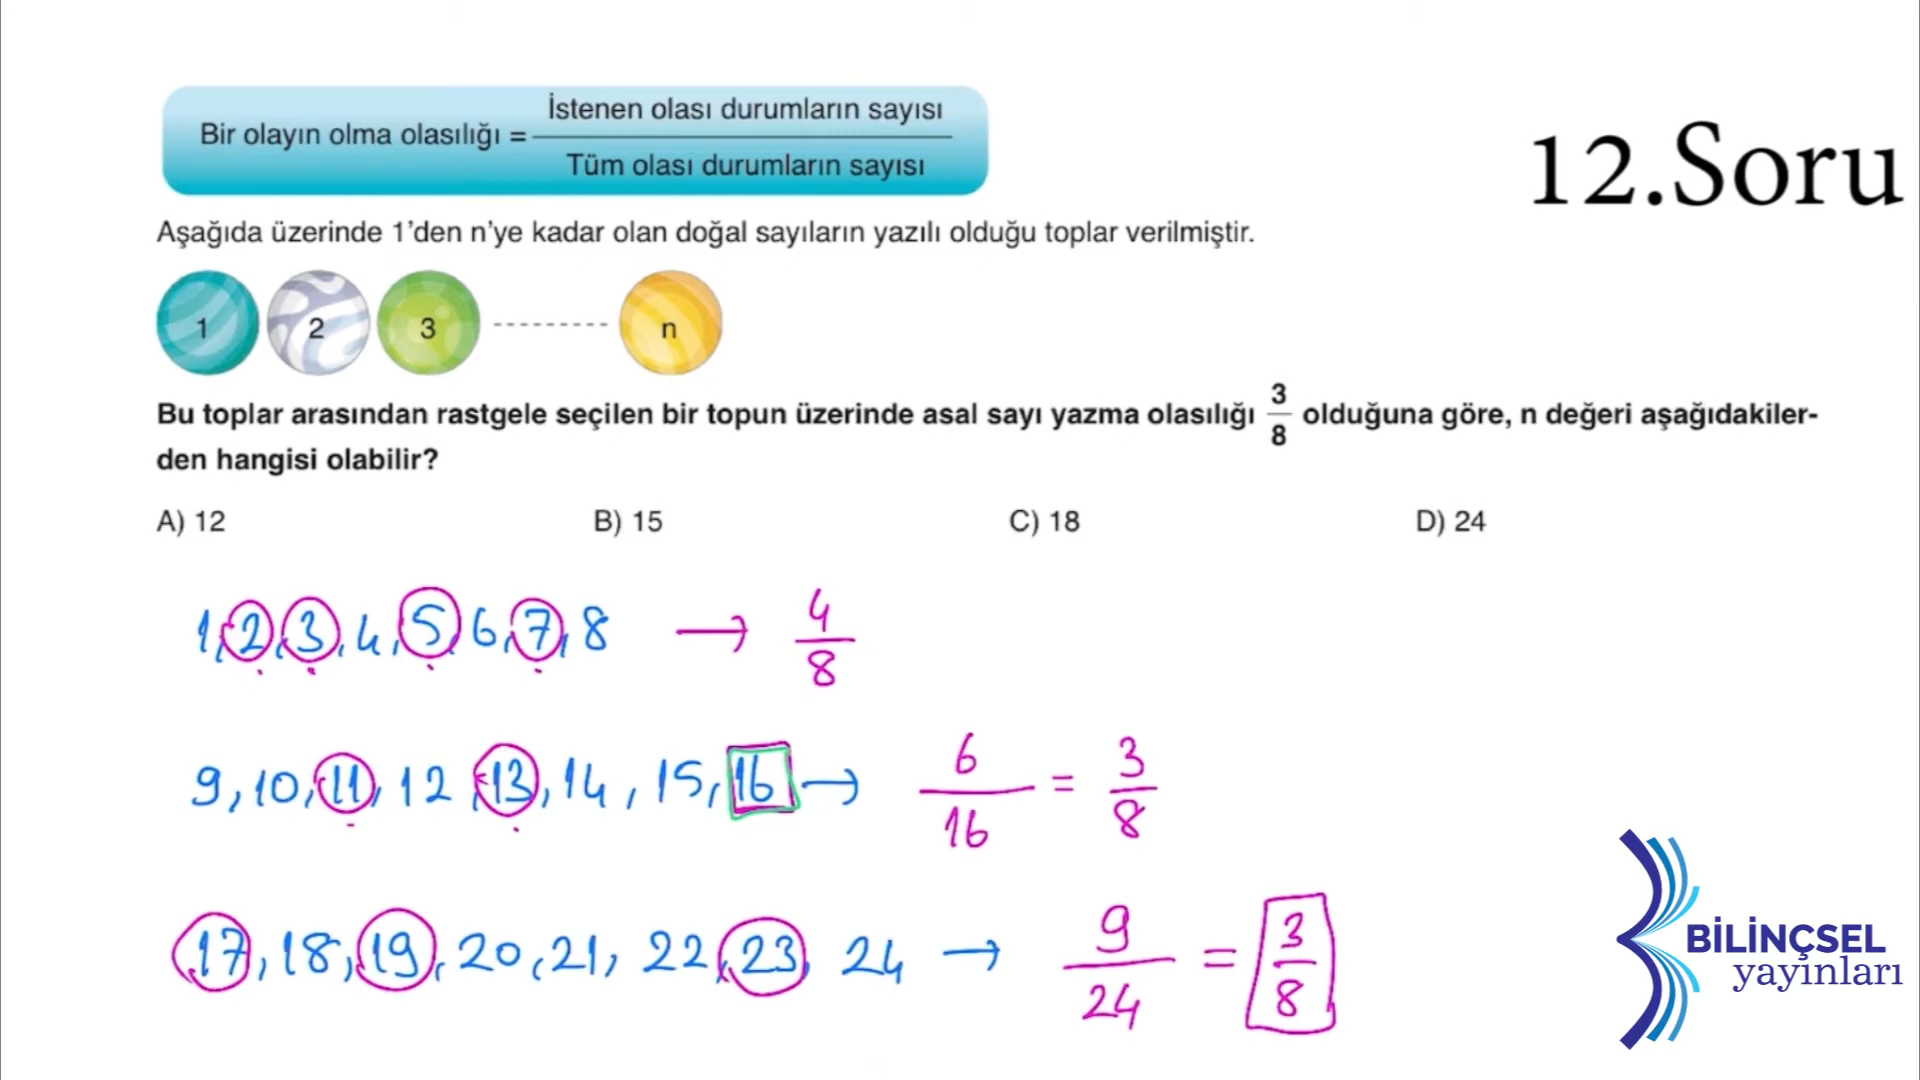 Bir olayın olma olasılığı = İstenen olası durumların sayısı / Tüm olası durumların sayısı
12.Soru
Aşağıda üzerinde 1'den n'ye kadar olan doğal sayıların yazılı olduğu toplar verilmiştir.
1 2 3 ---------- n
Bu toplar arasından rastgele seçilen bir topun üzerinde asal sayı yazma olasılığı 3/8 olduğuna göre, n değeri aşağıdakiler-
den hangisi olabilir?
A) 12 B) 15 C) 18 D) 24
1, 2, 3, 4, 5, 6, 7, 8 → 4/8
9, 10, 11, 12, 13, 14, 15, 16 → 6/16 = 3/8
17, 18, 19, 20, 21, 22, 23, 24 → 9/24 = 3/8
BİLİNÇSEL
yayınları